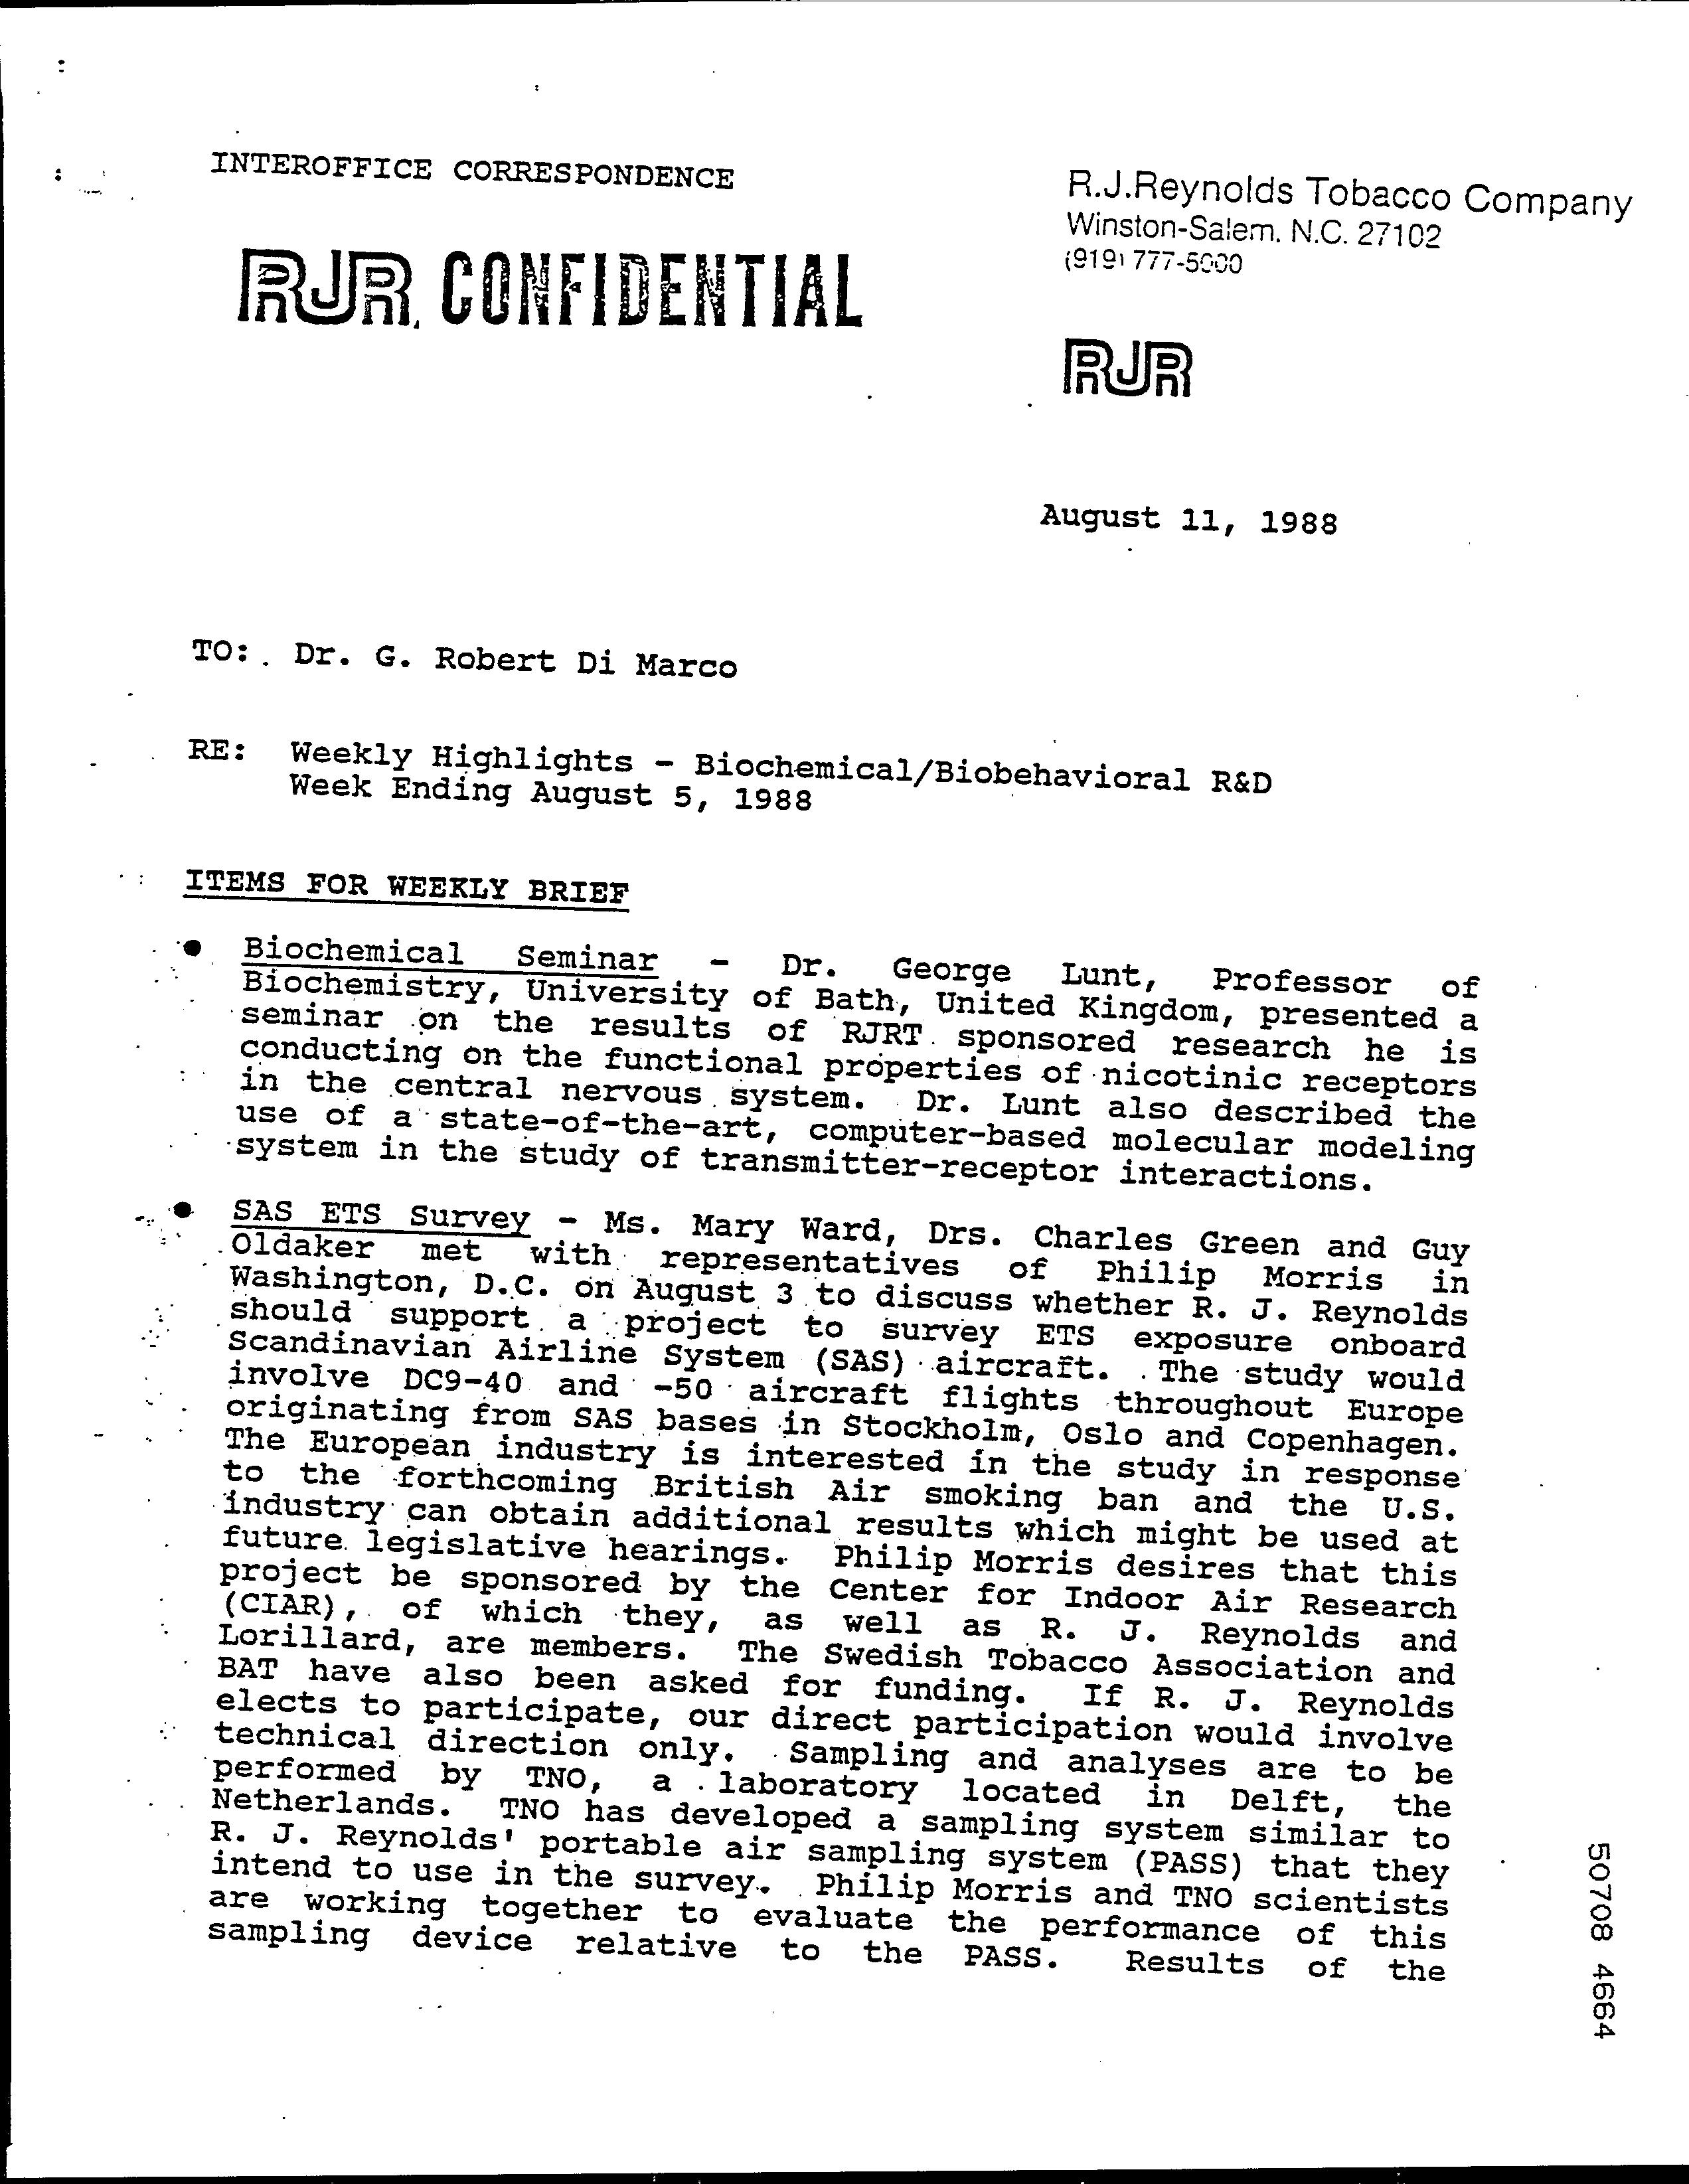 INTEROFFICE CORRESPONDENCE
R.J.Reynolds Tobacco Company
Winston-Salem, N.C. 27102
(919) 777-5000
RJR CONFIDENTIAL
RJR
August 11, 1988
TO: Dr. G. Robert Di Marco
RE: Weekly Highlights - Biochemical/Biobehavioral R&D
Week Ending August 5, 1988
ITEMS FOR WEEKLY BRIEF
• Biochemical Seminar - Dr. George Lunt, Professor of
Biochemistry, University of Bath, United Kingdom, presented a
seminar on the results of RJRT sponsored research he is
conducting on the functional properties of nicotinic receptors
in the central nervous system. Dr. Lunt also described the
use of a state-of-the-art, computer-based molecular modeling
system in the study of transmitter-receptor interactions.
• SAS ETS Survey - Ms. Mary Ward, Drs. Charles Green and Guy
Oldaker met with representatives of Philip Morris in
Washington, D.C. on August 3 to discuss whether R. J. Reynolds
should support a project to survey ETS exposure onboard
Scandinavian Airline System (SAS) aircraft. The study would
involve DC9-40 and -50 aircraft flights throughout Europe
originating from SAS bases in Stockholm, Oslo and Copenhagen.
The European industry is interested in the study in response
to the forthcoming British Air smoking ban and the U.S.
industry can obtain additional results which might be used at
future legislative hearings. Philip Morris desires that this
project be sponsored by the Center for Indoor Air Research
(CIAR), of which they, as well as R. J. Reynolds and
Lorillard, are members. The Swedish Tobacco Association and
BAT have also been asked for funding. If R. J. Reynolds
elects to participate, our direct participation would involve
technical direction only. Sampling and analyses are to be
performed by TNO, a laboratory located in Delft, the
Netherlands. TNO has developed a sampling system similar to
R. J. Reynolds' portable air sampling system (PASS) that they
intend to use in the survey. Philip Morris and TNO scientists
are working together to evaluate the performance of this
sampling device relative to the PASS. Results of the
50708 4664